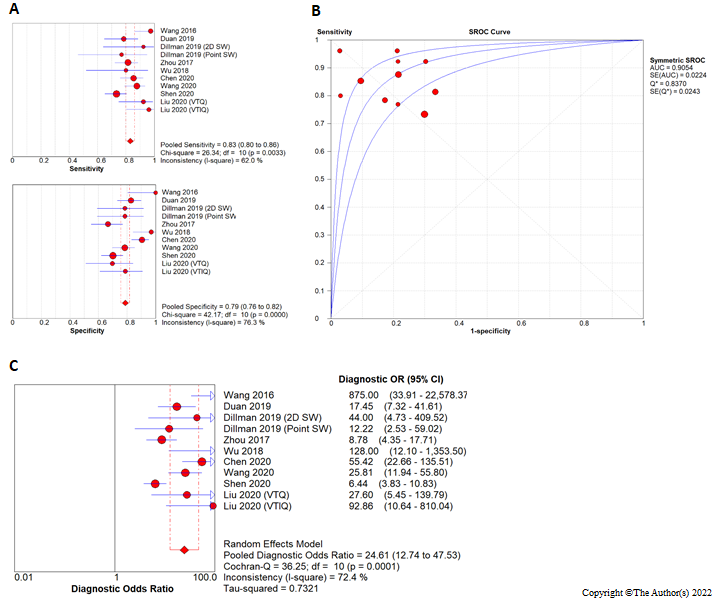 A
Wang 2016
Duan 2019
Dillman 2019 (2D SW)
Dillman 2019 (Point SW)
Zhou 2017
Wu 2018
Chen 2020
Wang 2020
Shen 2020
Liu 2020 (VTQ)
Liu 2020 (VTIQ)
Pooled Sensitivity = 0.83 (0.80 to 0.86)
Chi-square = 26.34; df = 10 (p = 0.0033)
Inconsistency (I-square) = 62.0 %
0 0.2 0.4 0.6 0.8 1
Sensitivity
Wang 2016
Duan 2019
Dillman 2019 (2D SW)
Dillman 2019 (Point SW)
Zhou 2017
Wu 2018
Chen 2020
Wang 2020
Shen 2020
Liu 2020 (VTQ)
Liu 2020 (VTIQ)
Pooled Specificity = 0.79 (0.76 to 0.82)
Chi-square = 42.17; df = 10 (p = 0.0000)
Inconsistency (I-square) = 76.3 %
0 0.2 0.4 0.6 0.8 1
Specificity
B
Sensitivity
SROC Curve
1
0.9
0.8
0.7
0.6
0.5
0.4
0.3
0.2
0.1
0
0 0.2 0.4 0.6 0.8 1
1-specificity
Symmetric SROC
AUC = 0.9054
SE(AUC) = 0.0224
Q* = 0.8370
SE(Q*) = 0.0243
C
Diagnostic OR (95% CI)
Wang 2016 875.00 (33.91 - 22,578.37
Duan 2019 17.45 (7.32 - 41.61)
Dillman 2019 (2D SW) 44.00 (4.73 - 409.52)
Dillman 2019 (Point SW) 12.22 (2.53 - 59.02)
Zhou 2017 8.78 (4.35 - 17.71)
Wu 2018 128.00 (12.10 - 1,353.50)
Chen 2020 55.42 (22.66 - 135.51)
Wang 2020 25.81 (11.94 - 55.80)
Shen 2020 6.44 (3.83 - 10.83)
Liu 2020 (VTQ) 27.60 (5.45 - 139.79)
Liu 2020 (VTIQ) 92.86 (10.64 - 810.04)
Random Effects Model
Pooled Diagnostic Odds Ratio = 24.61 (12.74 to 47.53)
Cochran-Q = 36.25; df = 10 (p = 0.0001)
Inconsistency (I-square) = 72.4 %
Tau-squared = 0.7321
0.01 1 100.0
Diagnostic Odds Ratio
Copyright ©The Author(s) 2022